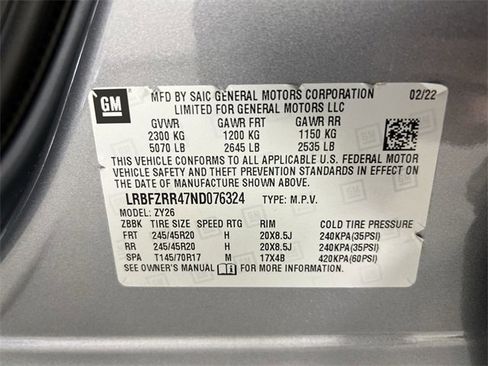 GM
MFD BY SAIC GENERAL MOTORS CORPORATION 02/22
LIMITED FOR GENERAL MOTORS LLC
GVWR GAWR FRT GAWR RR
2300 KG 1200 KG 1150 KG
5070 LB 2645 LB 2535 LB
THIS VEHICLE CONFORMS TO ALL APPLICABLE U.S. FEDERAL MOTOR
VEHICLE SAFETY AND THEFT PREVENTION STANDARDS IN EFFECT ON THE
DATE OF MANUFACTURE SHOWN ABOVE.
LRBFZRR47ND076324 TYPE: M.P.V.
MODEL: ZY26
ZBBK TIRE SIZE SPEED RTG RIM COLD TIRE PRESSURE
FRT 245/45R20 H 20X8.5J 240KPA(35PSI)
RR 245/45R20 H 20X8.5J 240KPA(35PSI)
SPA T145/70R17 M 17X4B 420KPA(60PSI)
SEE OWNER'S MANUAL FOR MORE INFORMATION.